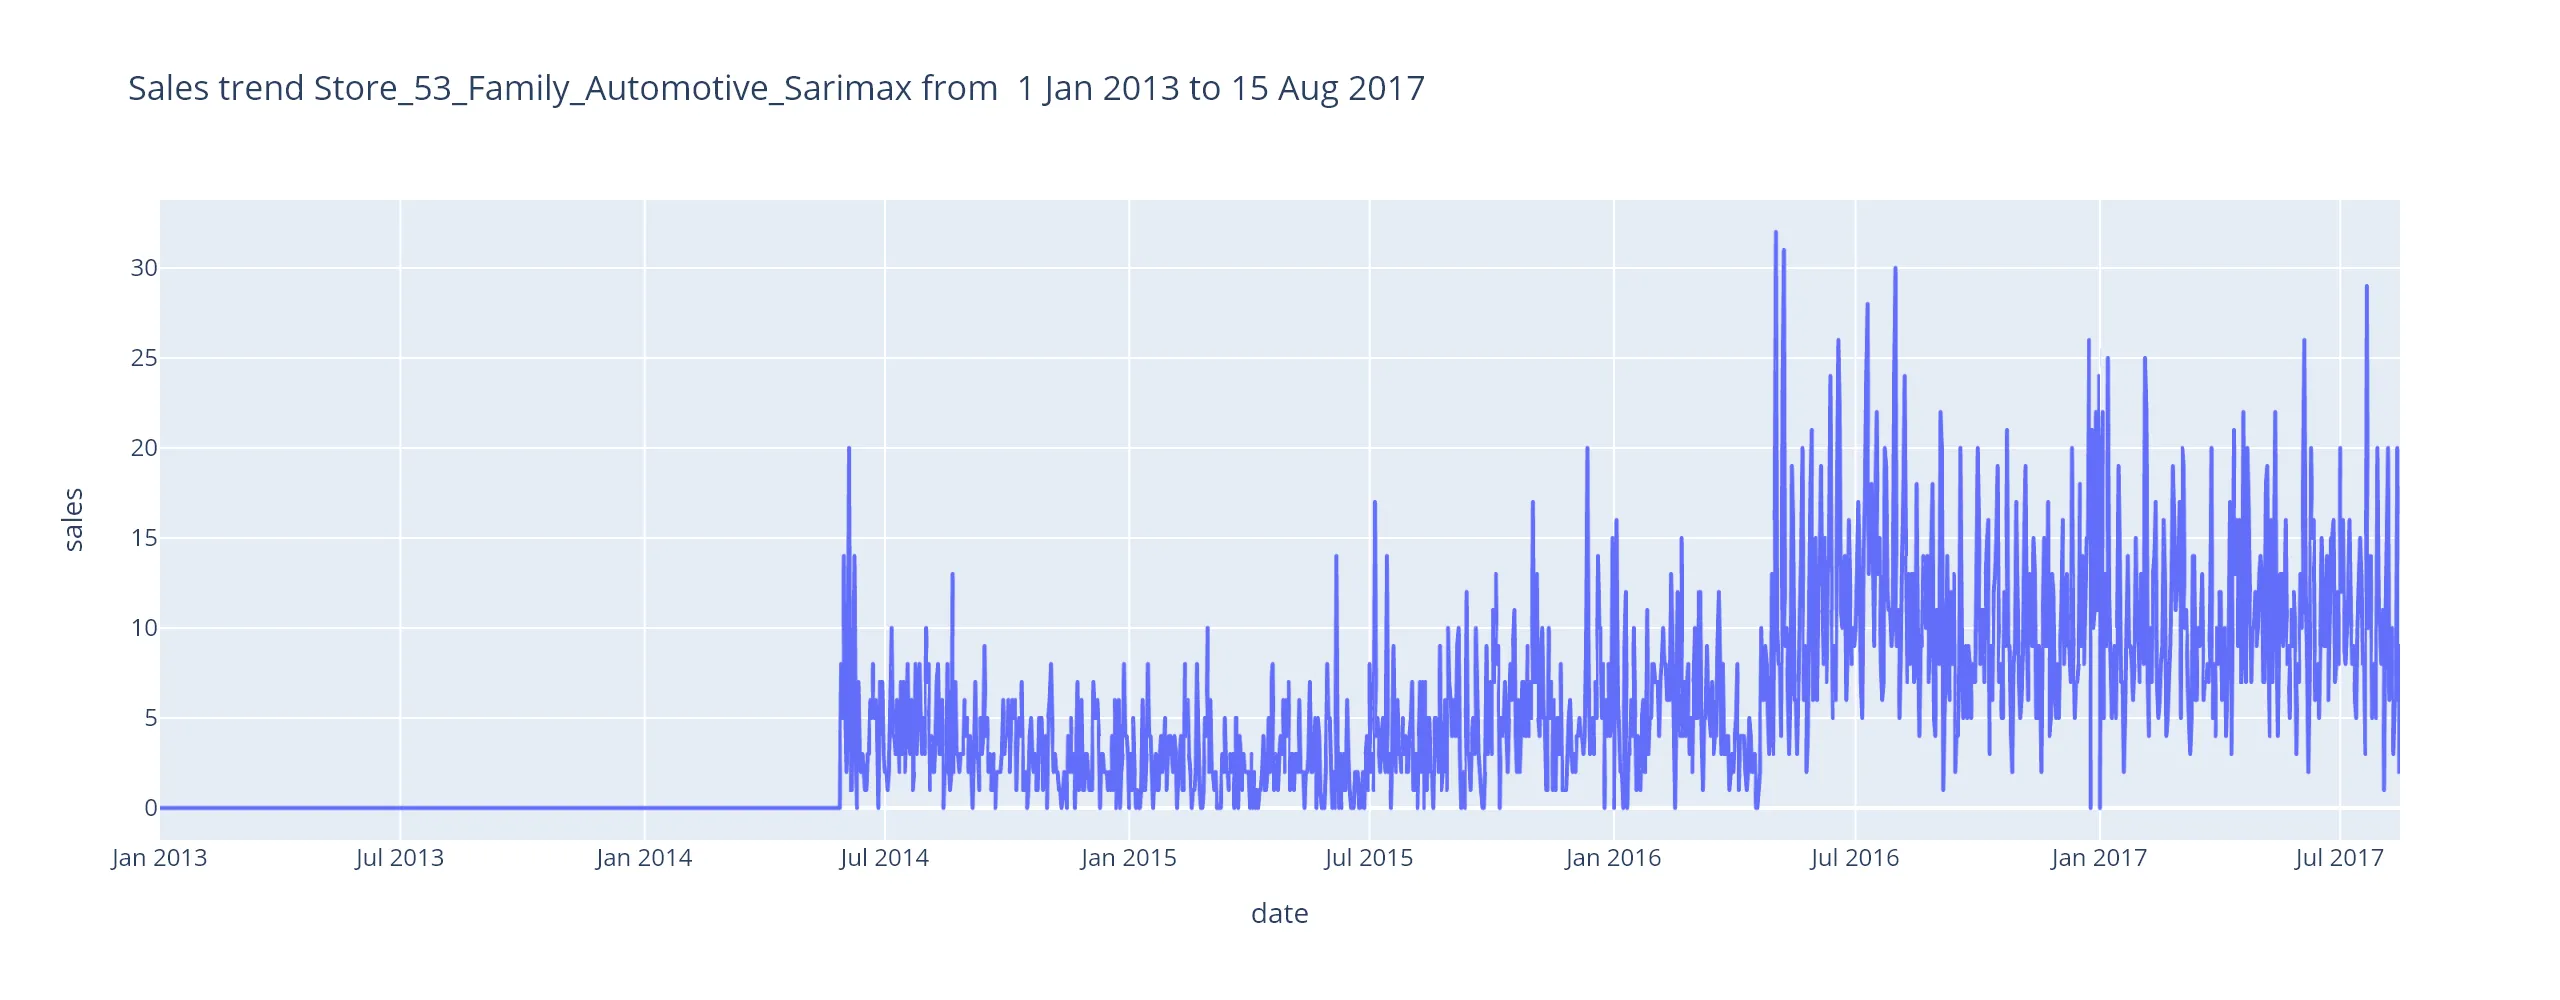 Sales trend Store_53_Family_Automotive_Sarimax from  1 Jan 2013 to 15 Aug 2017
30
25
20
15
10
5
0
sales
Jan 2013 Jul 2013 Jan 2014 Jul 2014 Jan 2015 Jul 2015 Jan 2016 Jul 2016 Jan 2017 Jul 2017
date